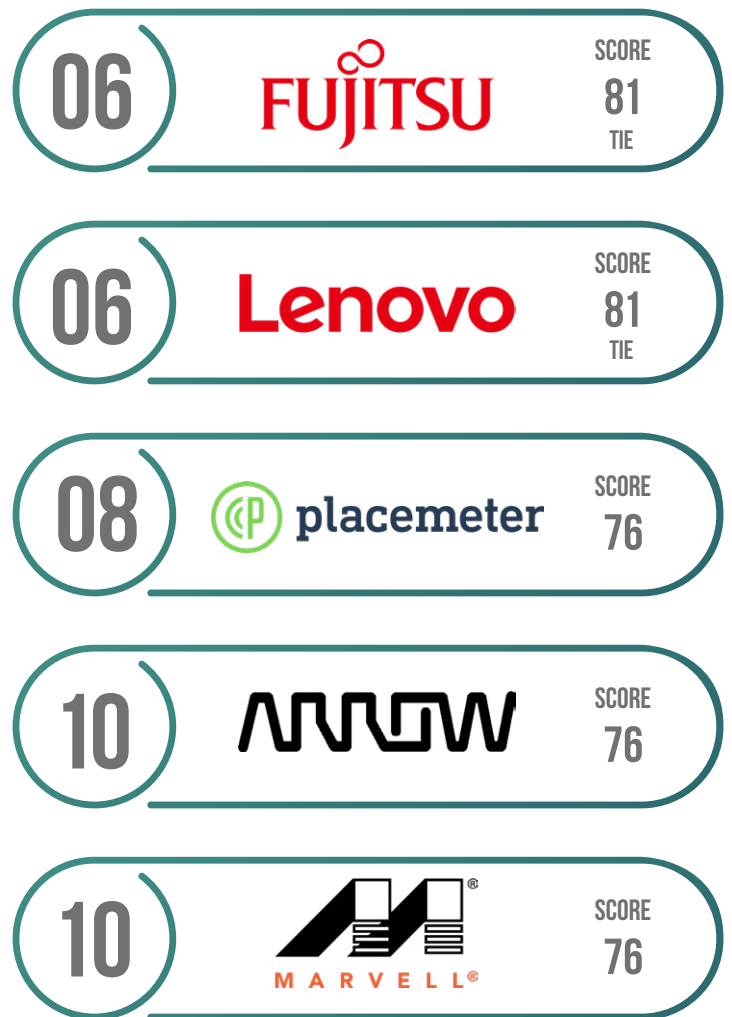 06
FUJITSU
SCORE
81
TIE
06
Lenovo
SCORE
81
TIE
08
placemeter
SCORE
76
10
ARROW
SCORE
76
10
MARVELL®
®
SCORE
76